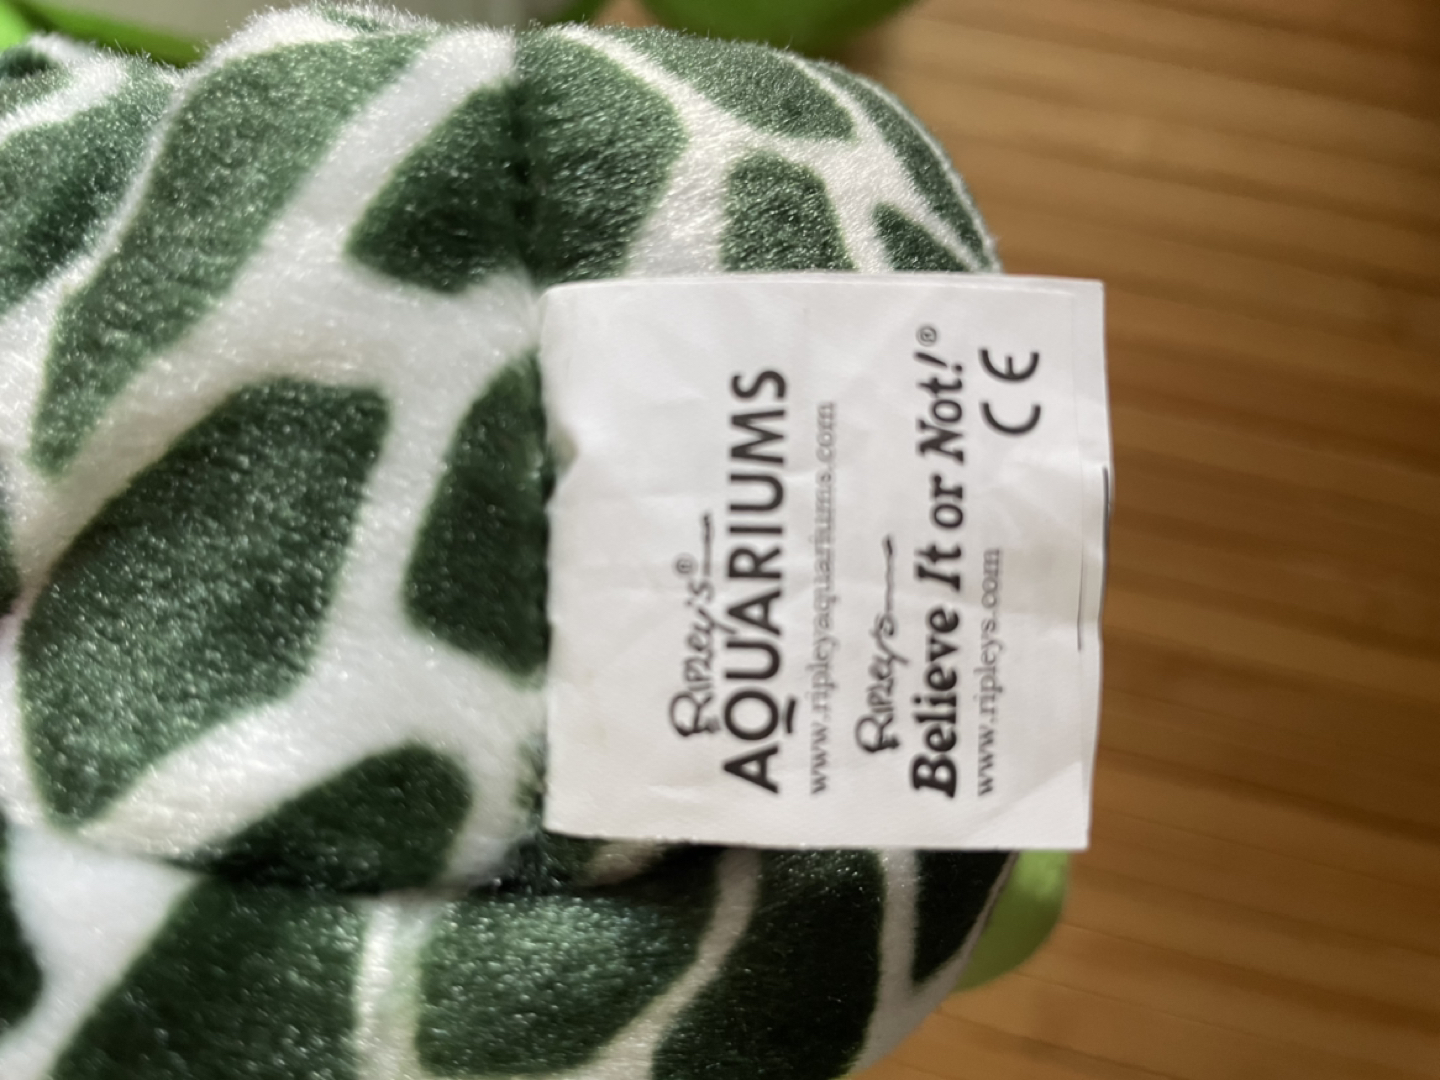 Ripley's®
AQUARIUMS
www.ripleyaquariums.com
Ripley's
Believe It or Not!®
www.ripleys.com
CE